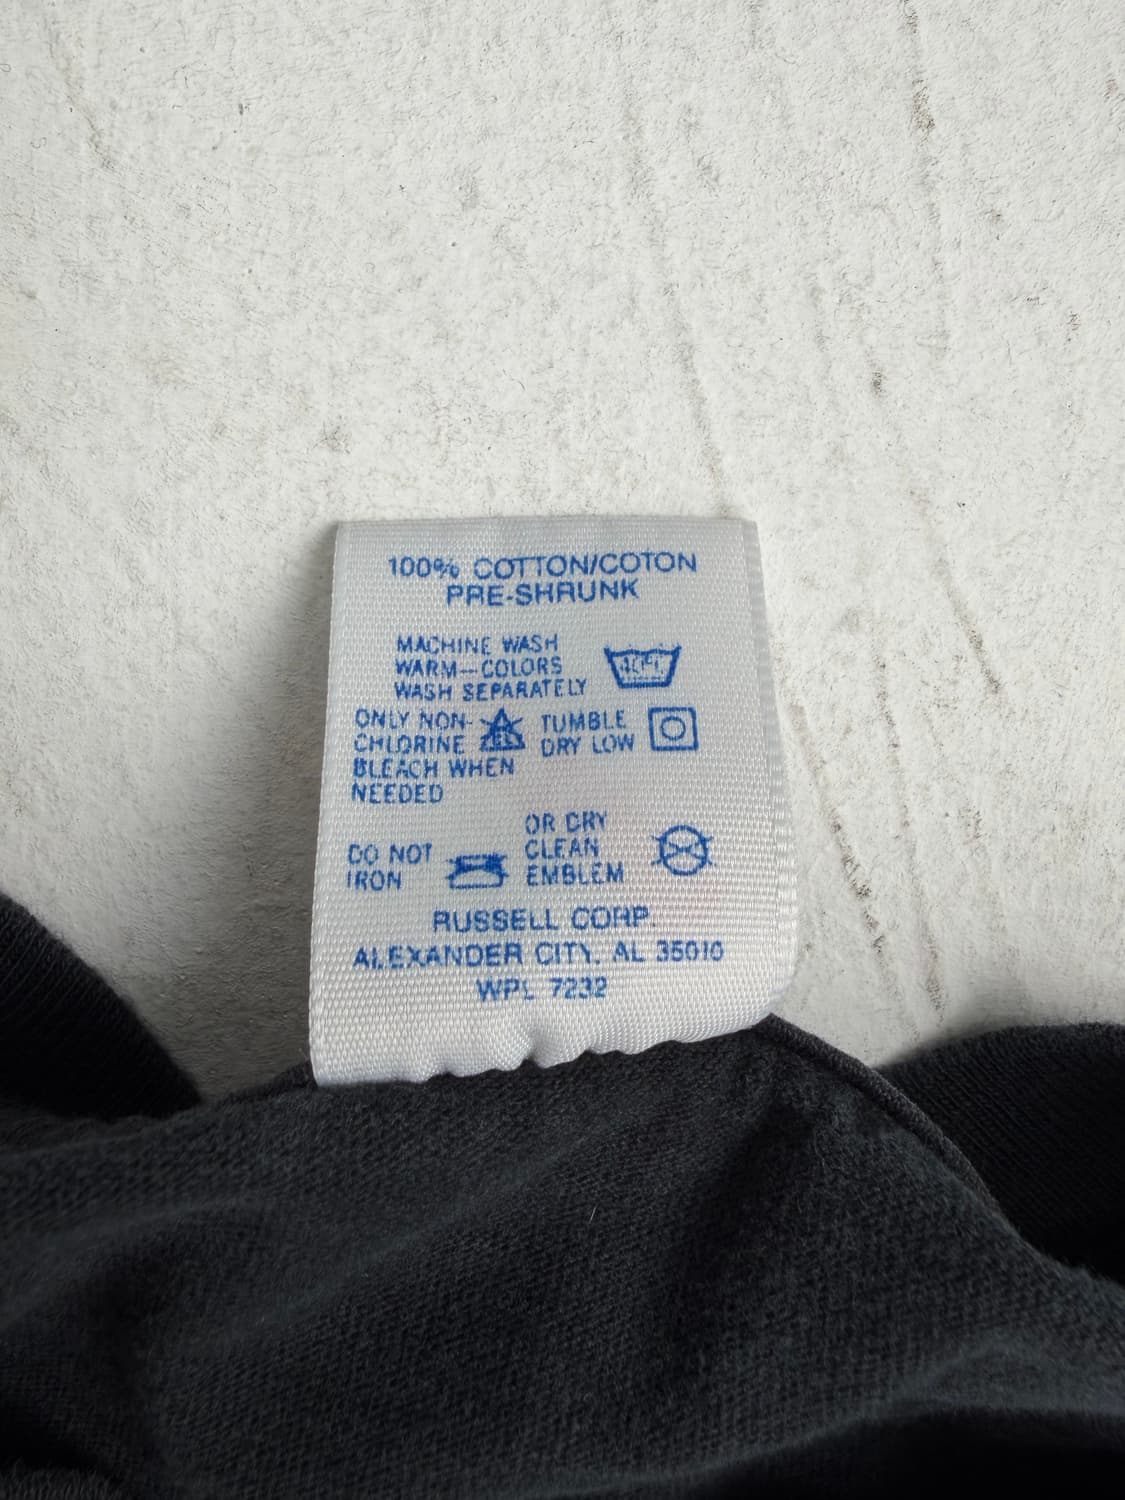 100% COTTON/COTON
PRE-SHRUNK
MACHINE WASH
WARM—COLORS
WASH SEPARATELY
40°C
ONLY NON-
CHLORINE
BLEACH WHEN
NEEDED
TUMBLE
DRY LOW
DO NOT
IRON
OR DRY
CLEAN
EMBLEM
RUSSELL CORP.
ALEXANDER CITY, AL 35010
WPL 7232